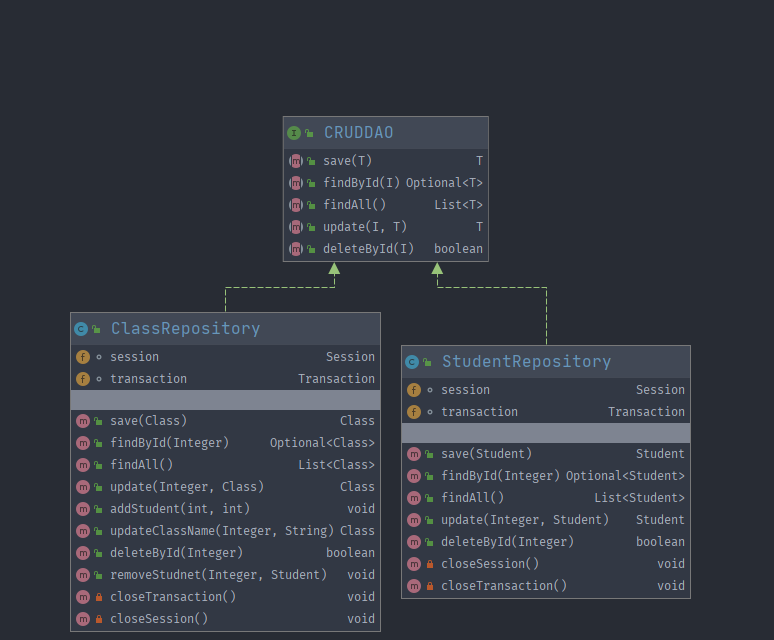 CRUDDAO
save(T) T
findById(I) Optional<T>
findAll() List<T>
update(I, T) T
deleteById(I) boolean
ClassRepository
session Session
transaction Transaction
save(Class) Class
findById(Integer) Optional<Class>
findAll() List<Class>
update(Integer, Class) Class
addStudent(int, int) void
updateClassName(Integer, String) Class
deleteById(Integer) boolean
removeStudnet(Integer, Student) void
closeTransaction() void
closeSession() void
StudentRepository
session Session
transaction Transaction
save(Student) Student
findById(Integer) Optional<Student>
findAll() List<Student>
update(Integer, Student) Student
deleteById(Integer) boolean
closeSession() void
closeTransaction() void